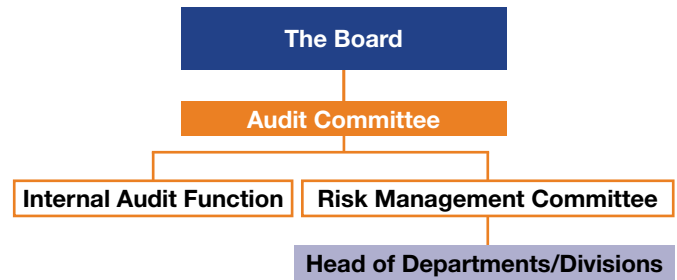 The Board
Audit Committee
Internal Audit Function
Risk Management Committee
Head of Departments/Divisions